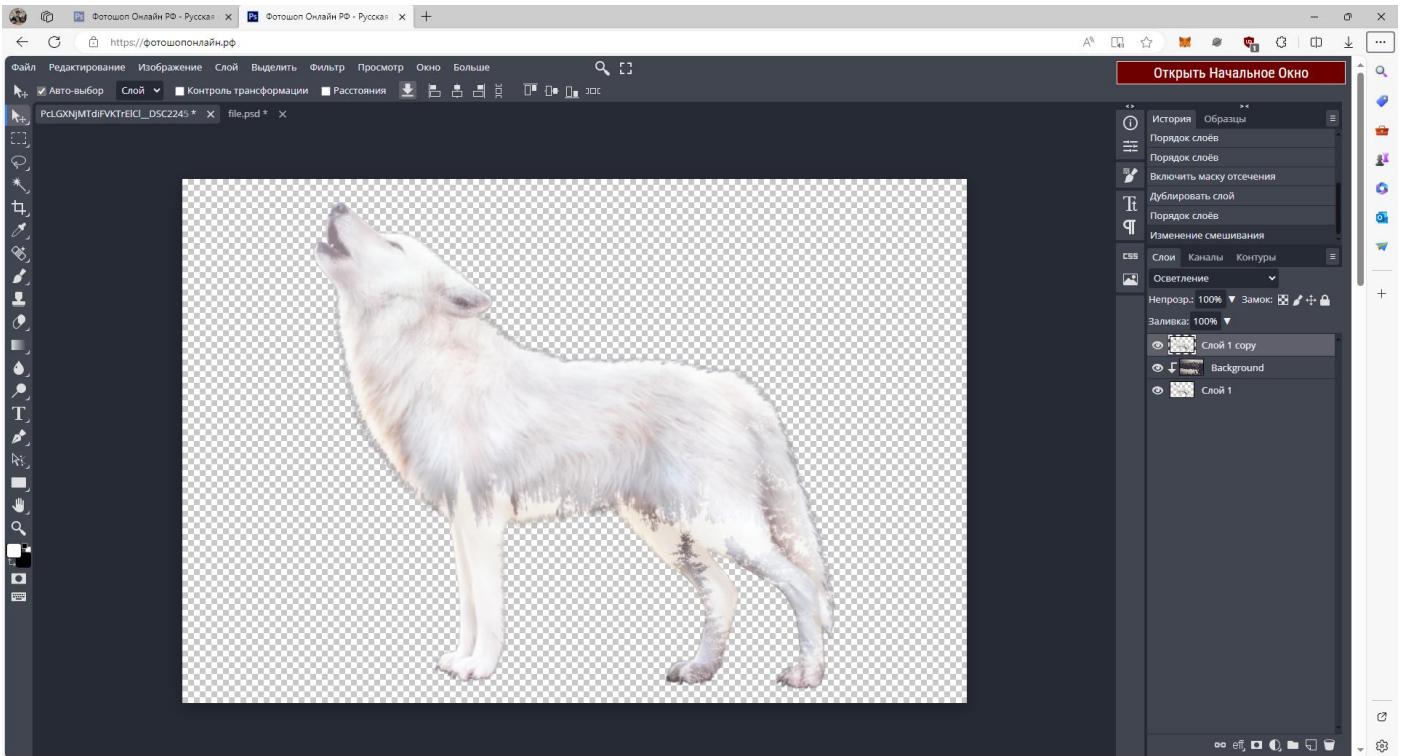 Фотошоп Онлайн РФ - Русская
Фотошоп Онлайн РФ - Русская
https://фотошопонлайн.рф
Файл Редактирование Изображение Слой Выделить Фильтр Просмотр Окно Больше
Открыть Начальное Окно
Авто-выбор Слой Контроль трансформации Расстояния
PcLGXNjMTdiFVKTrElCl__DSC2245 * file.psd *
История Образцы
Порядок слоёв
Порядок слоёв
Включить маску отсечения
Дублировать слой
Порядок слоёв
Изменение смешивания
CSS
Слои Каналы Контуры
Осветление
Непрозр.: 100% Замок:
Заливка: 100%
Слой 1 copy
Background
Слой 1
eff